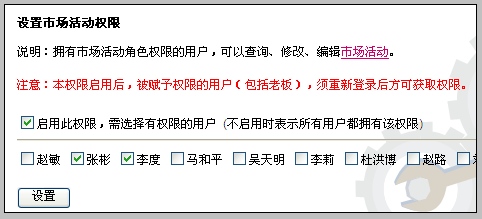 设置市场活动权限
说明：拥有市场活动角色权限的用户，可以查询、修改、编辑市场活动。
注意：本权限启用后，被赋予权限的用户（包括老板），须重新登录后方可获取权限。
启用此权限，需选择有权限的用户 (不启用时表示所有用户都拥有该权限)
赵敏 张彬 李度 马和平 吴天明 李莉 杜洪博 赵路
设置